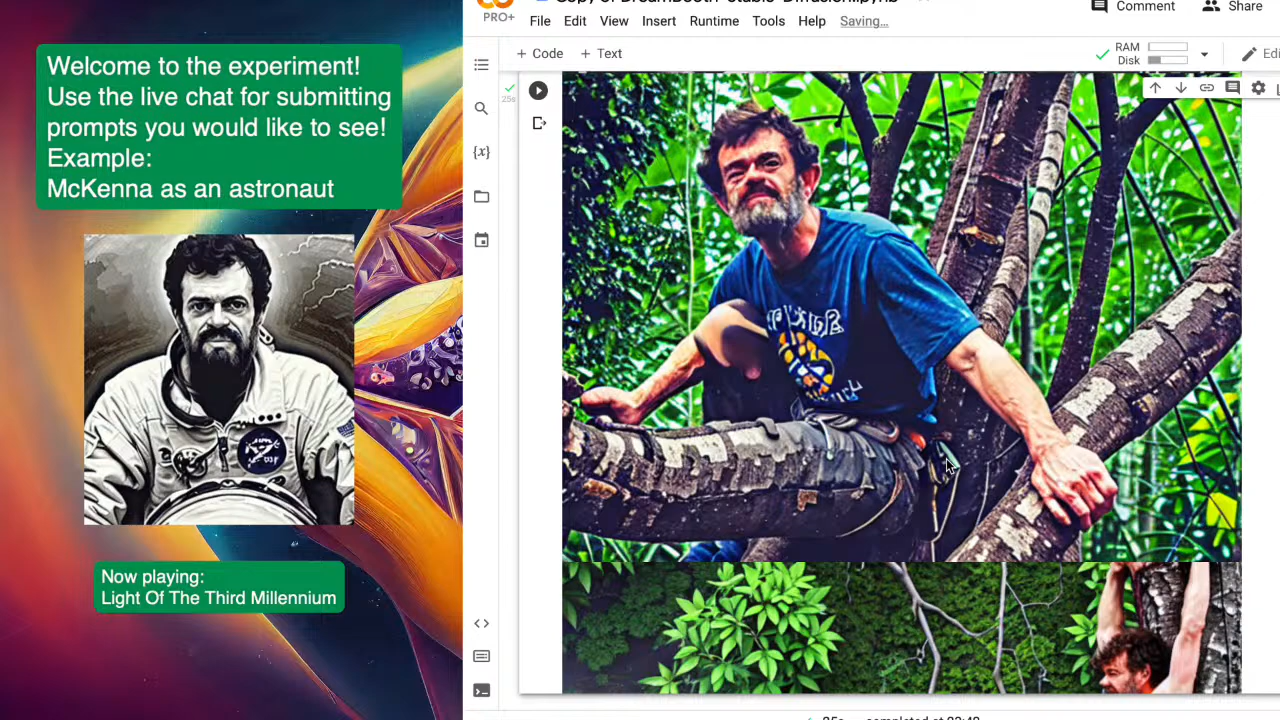 Welcome to the experiment!
Use the live chat for submitting
prompts you would like to see!
Example:
McKenna as an astronaut
Now playing:
Light Of The Third Millennium
PRO+
File Edit View Insert Runtime Tools Help Saving...
Comment Share
+ Code + Text
RAM
Disk
Edi
25s
{x}